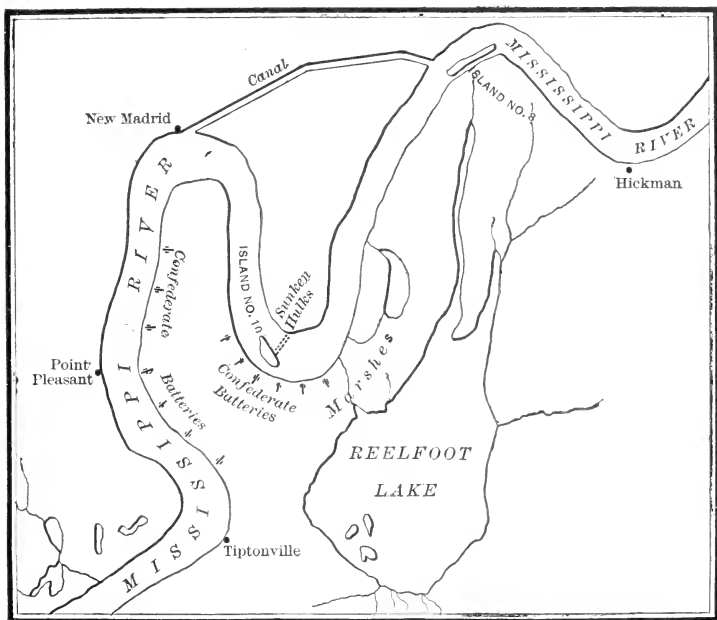 MISSISSIPPI
RIVER
Canal
ISLAND NO. 8
New Madrid
Hickman
RIVER
ISLAND NO. 10
Sunken
Hulks
Confederate
Confederate
Batteries
Point
Pleasant
Batteries
Marshes
REELFOOT
LAKE
MISSISSIPPI
Tiptonville